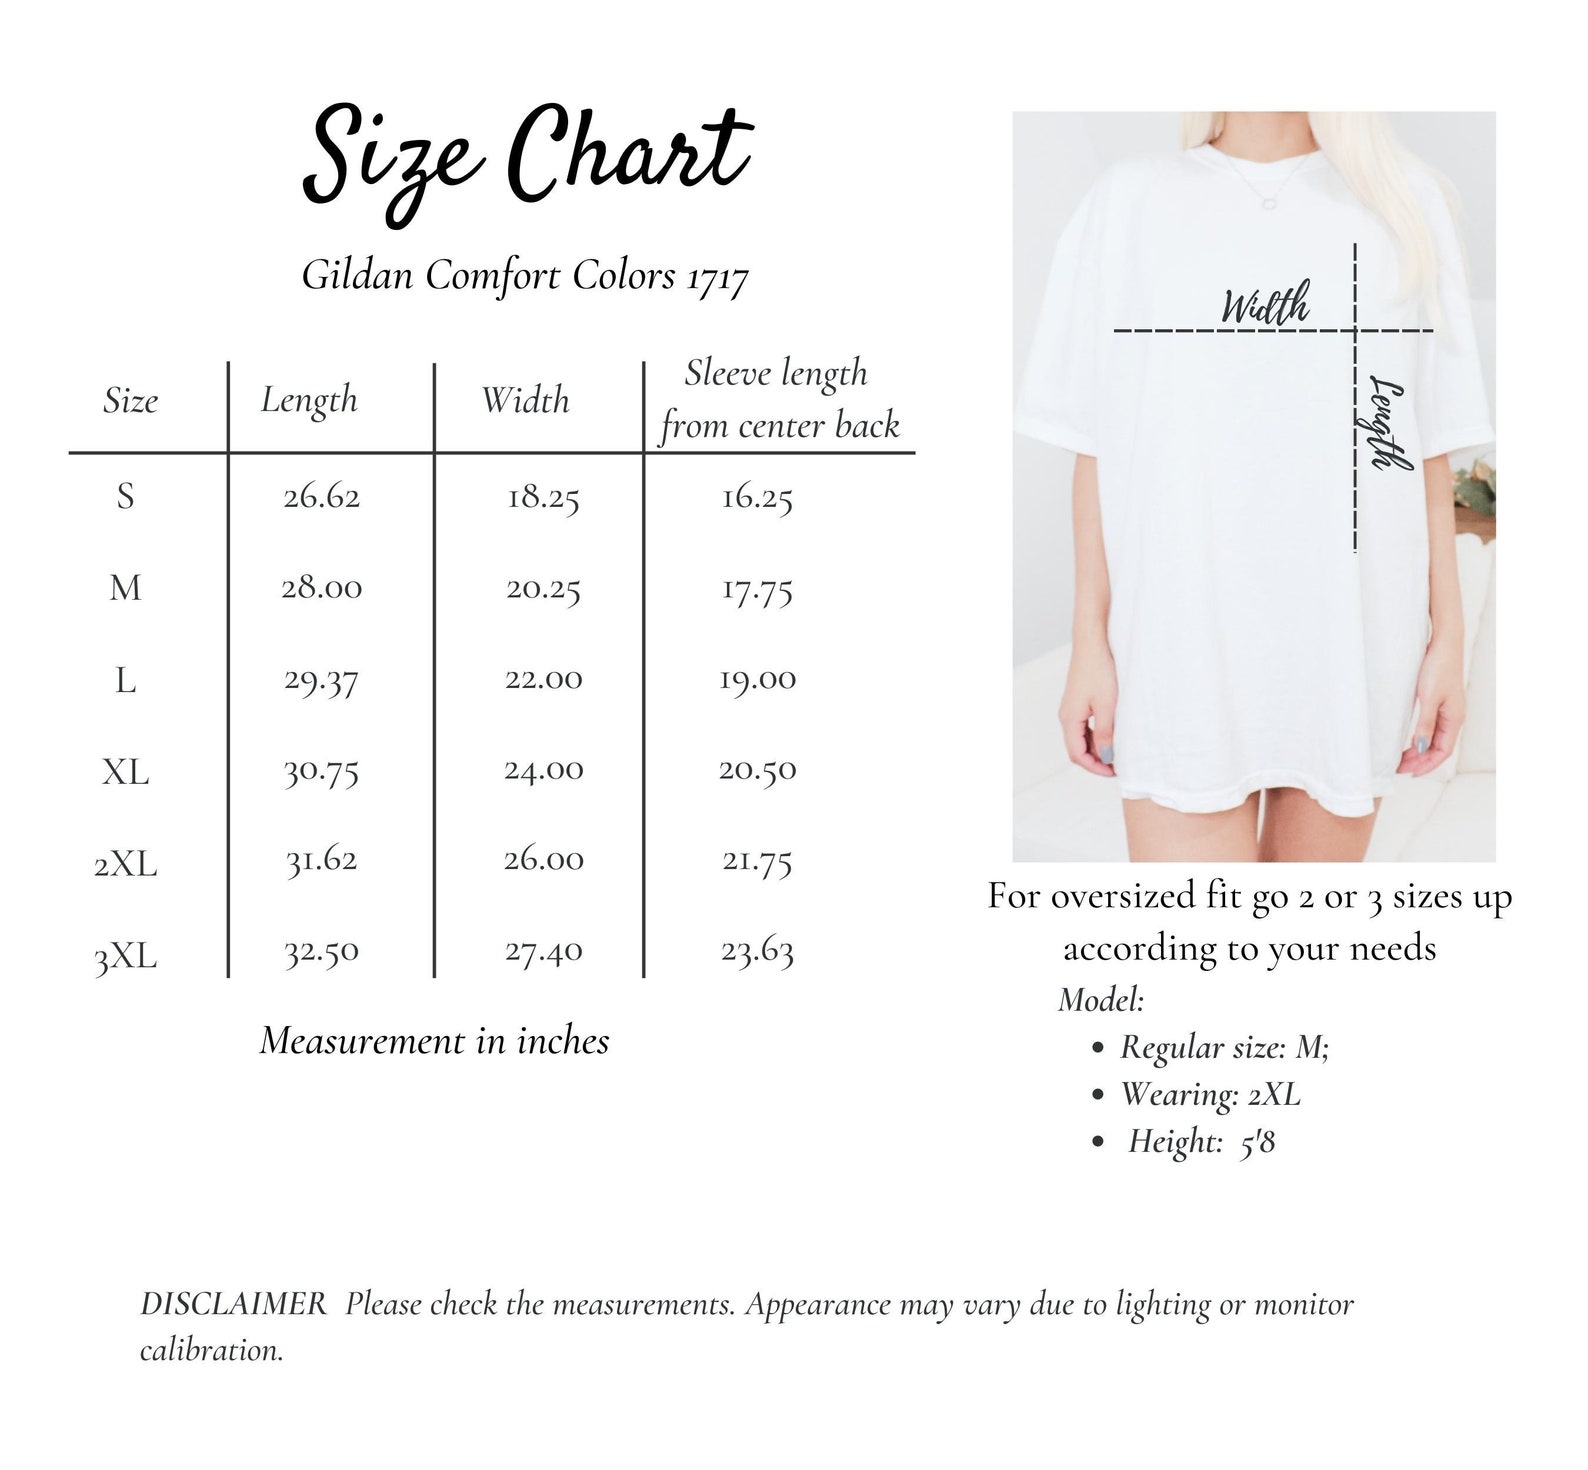 Size Chart
Gildan Comfort Colors 1717
Size Length Width Sleeve length from center back
S 26.62 18.25 16.25
M 28.00 20.25 17.75
L 29.37 22.00 19.00
XL 30.75 24.00 20.50
2XL 31.62 26.00 21.75
3XL 32.50 27.40 23.63
Measurement in inches
Width
Length
For oversized fit go 2 or 3 sizes up
according to your needs
Model:
• Regular size: M;
• Wearing: 2XL
• Height: 5'8
DISCLAIMER Please check the measurements. Appearance may vary due to lighting or monitor
calibration.